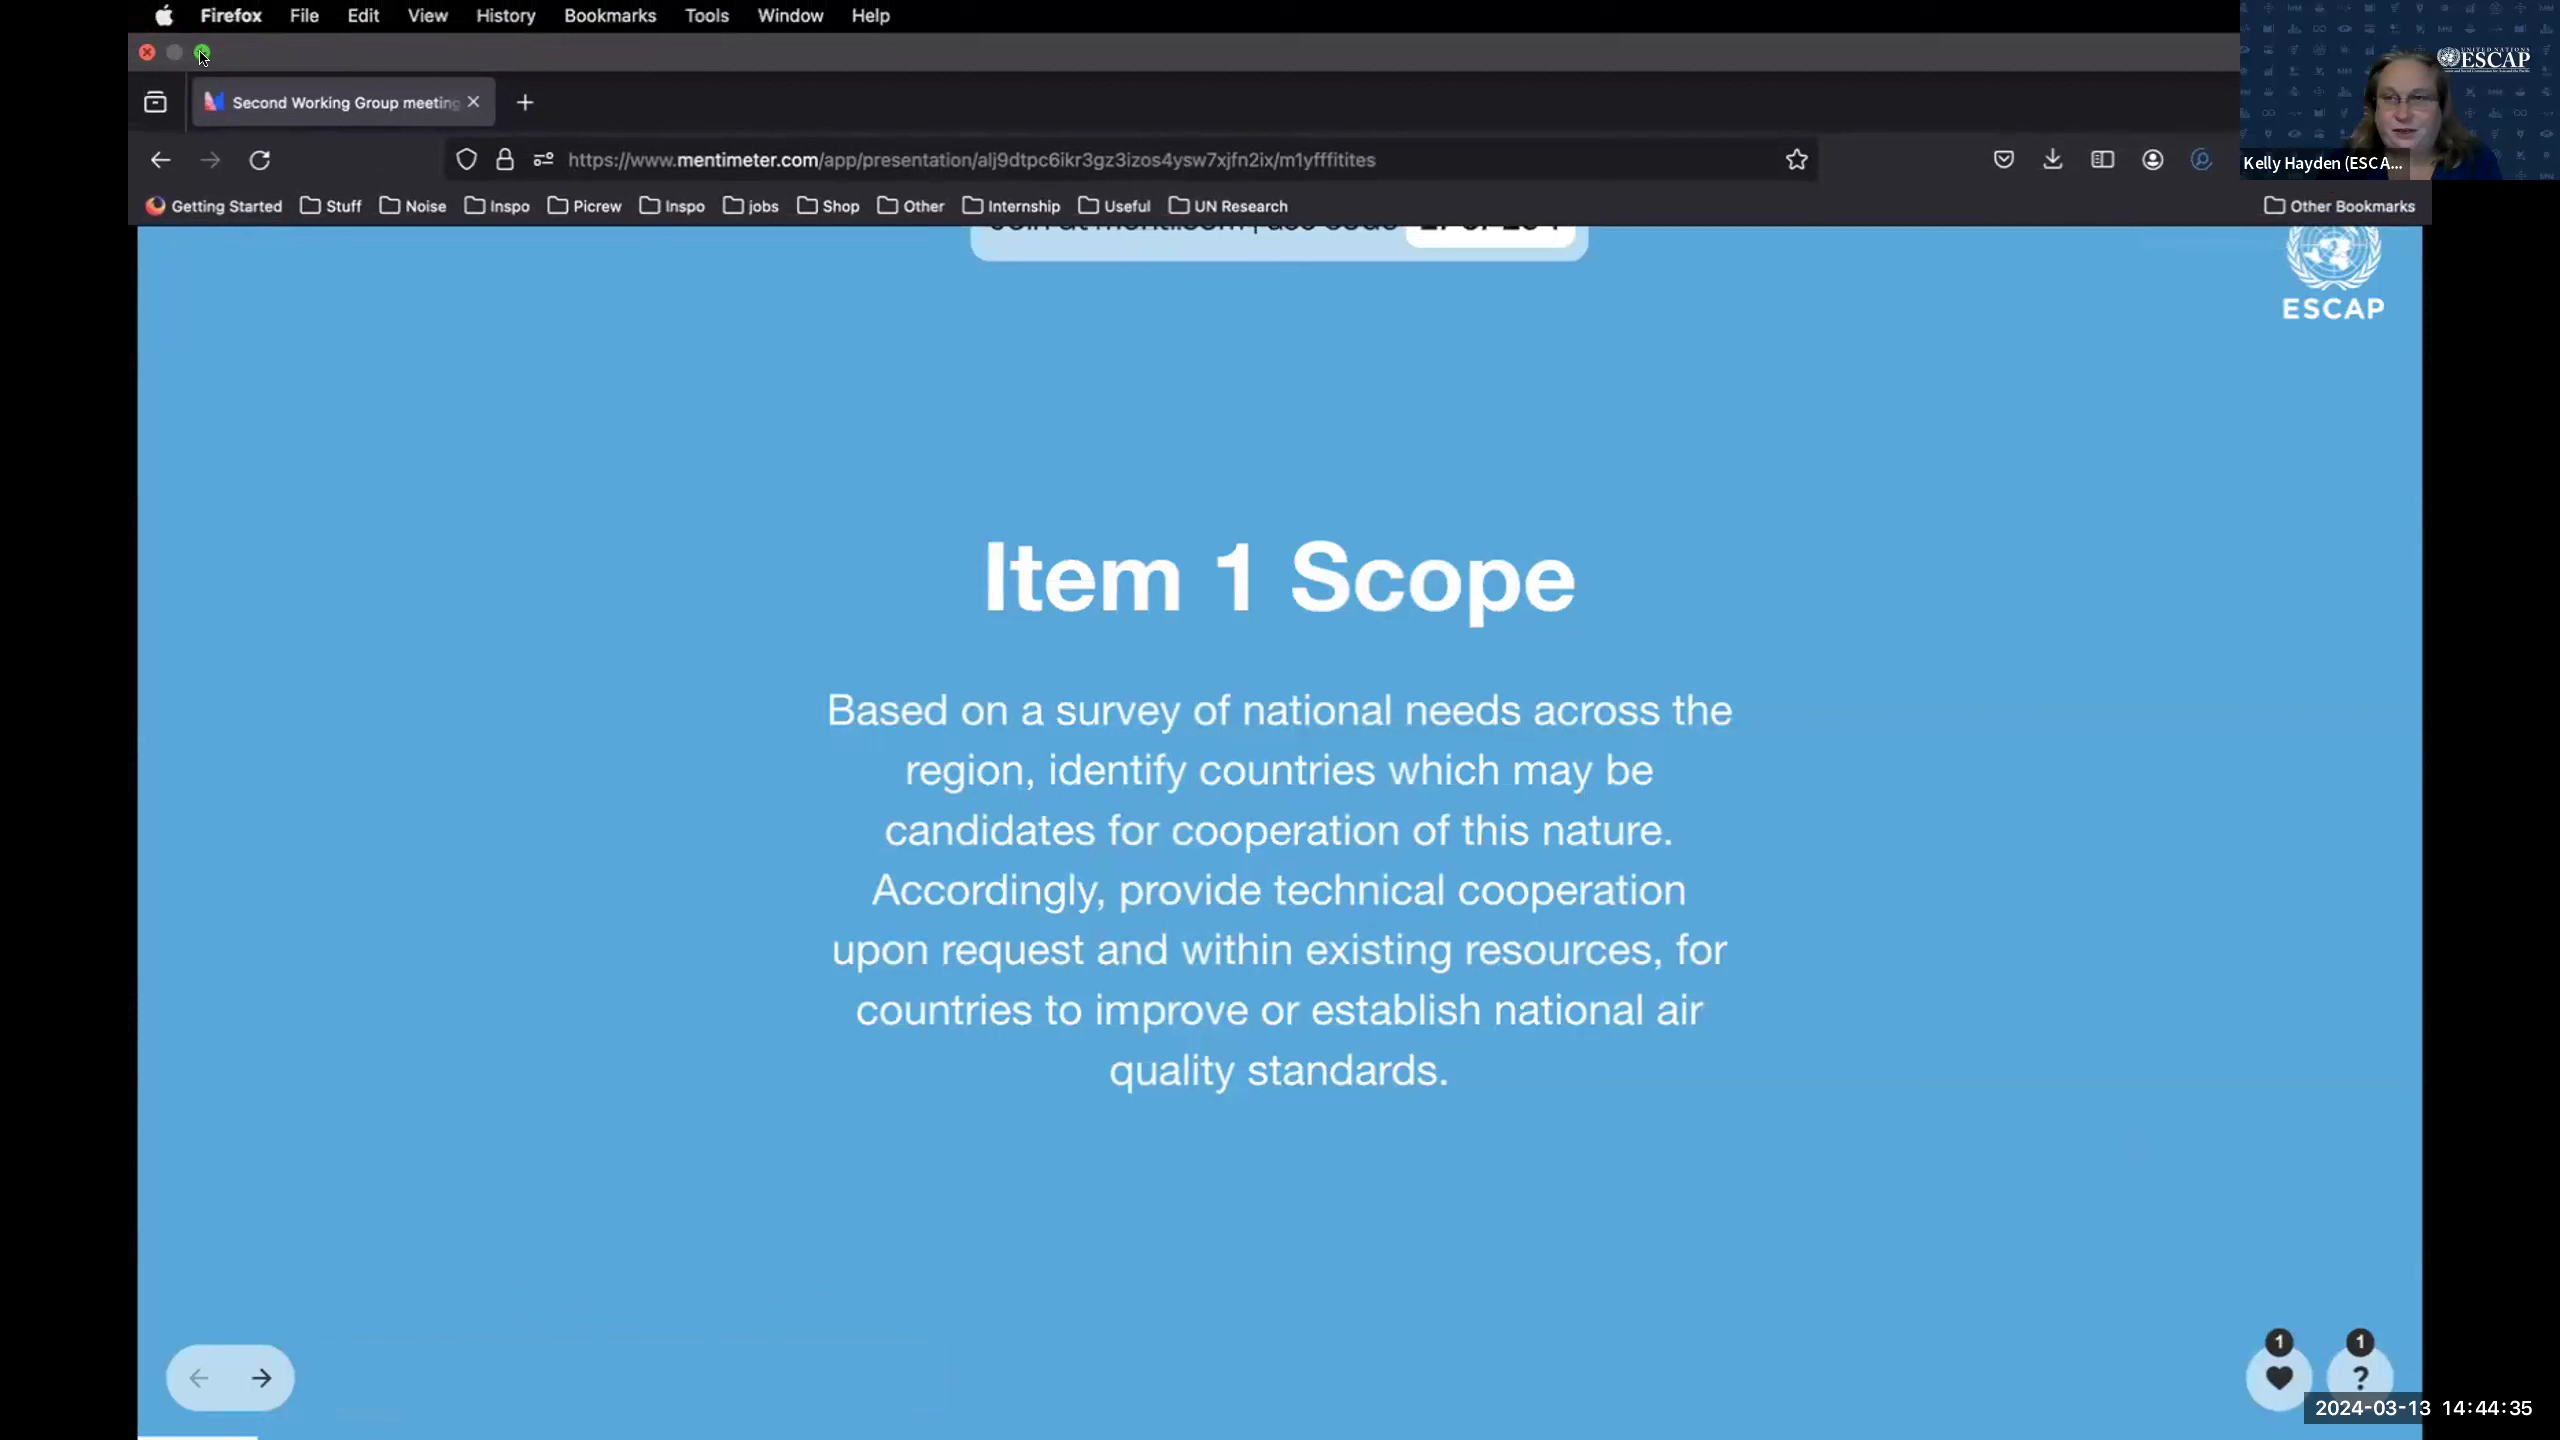 Firefox File Edit View History Bookmarks Tools Window Help
UNITED NATIONS
ESCAP
Second Working Group meeting
https://www.mentimeter.com/app/presentation/alj9dtpc6ikr3gz3izos4ysw7xjfn2ix/m1yfffitites
Kelly Hayden (ESCA...
Getting Started Stuff Noise Inspo Picrew Inspo jobs Shop Other Internship Useful UN Research Other Bookmarks
ESCAP
Item 1 Scope
Based on a survey of national needs across the
region, identify countries which may be
candidates for cooperation of this nature.
Accordingly, provide technical cooperation
upon request and within existing resources, for
countries to improve or establish national air
quality standards.
1 1
?
2024-03-13 14:44:35